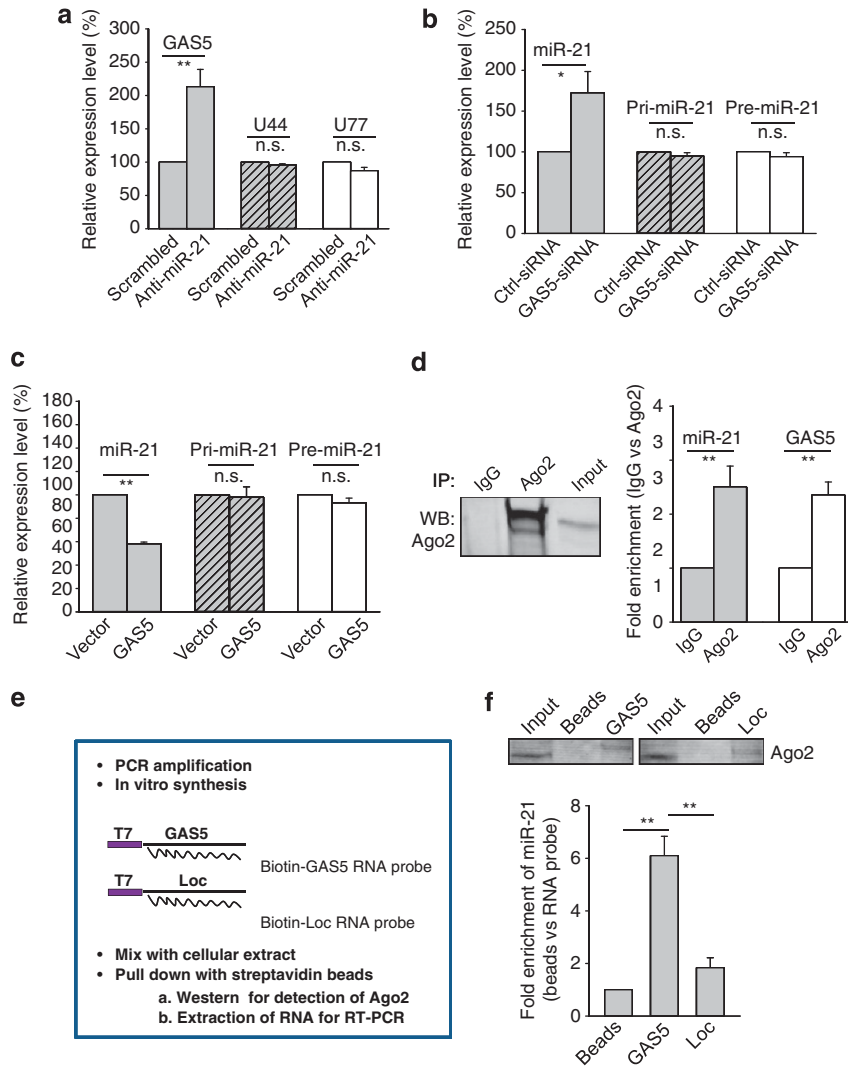 a
Relative expression level (%)
300
250
200
150
100
50
0
GAS5
**
U44
n.s.
U77
n.s.
Scrambled
Anti-miR-21
Scrambled
Anti-miR-21
Scrambled
Anti-miR-21
b
Relative expression level (%)
250
200
150
100
50
0
miR-21
*
Pri-miR-21
n.s.
Pre-miR-21
n.s.
Ctrl-siRNA
GAS5-siRNA
Ctrl-siRNA
GAS5-siRNA
Ctrl-siRNA
GAS5-siRNA
c
Relative expression level (%)
180
160
140
120
100
80
60
40
20
0
miR-21
**
Pri-miR-21
n.s.
Pre-miR-21
n.s.
Vector
GAS5
Vector
GAS5
Vector
GAS5
d
IP:
IgG
Ago2
Input
WB:
Ago2
Fold enrichment (IgG vs Ago2)
4
3
3
2
2
1
0
miR-21
**
GAS5
**
IgG
Ago2
IgG
Ago2
e
• PCR amplification
• In vitro synthesis
T7 GAS5
Biotin-GAS5 RNA probe
T7 Loc
Biotin-Loc RNA probe
• Mix with cellular extract
• Pull down with streptavidin beads
a. Western for detection of Ago2
b. Extraction of RNA for RT-PCR
f
Input
Beads
GAS5
Input
Beads
Loc
Ago2
Fold enrichment of miR-21
(beads vs RNA probe)
8
6
4
2
0
**
**
Beads
GAS5
Loc